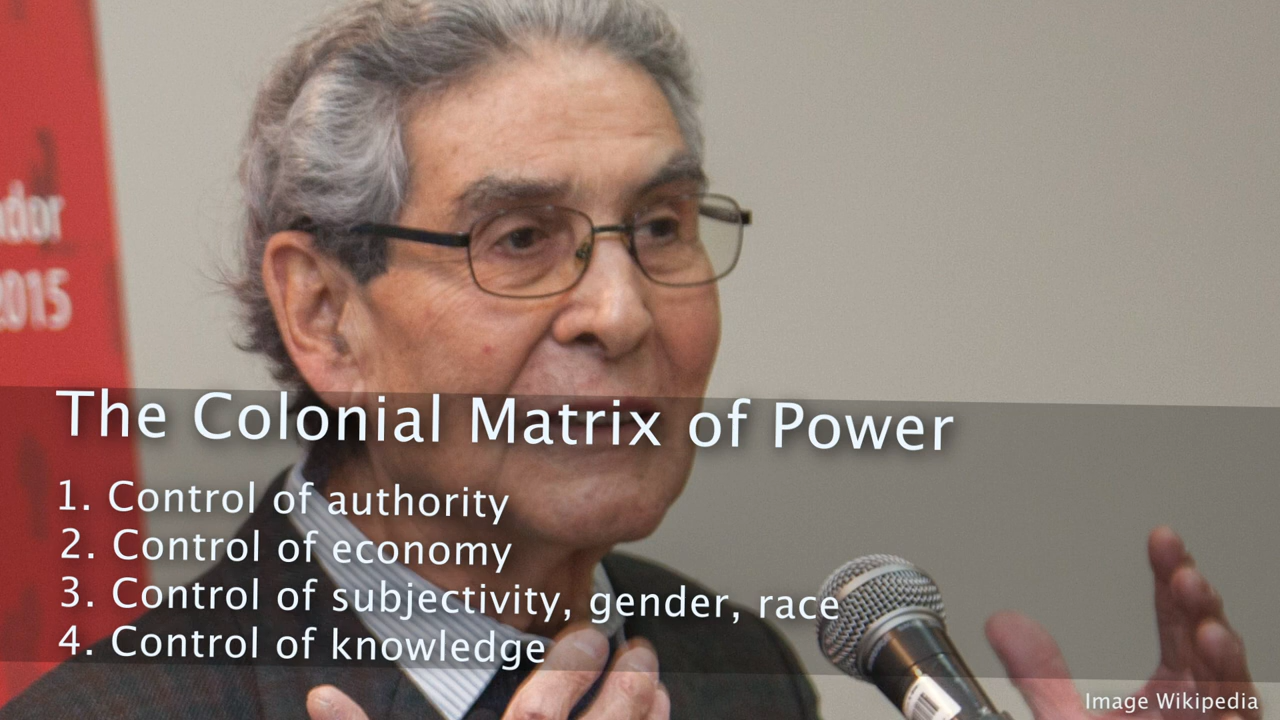 ador
2015
The Colonial Matrix of Power
1. Control of authority
2. Control of economy
3. Control of subjectivity, gender, race
4. Control of knowledge
Image Wikipedia